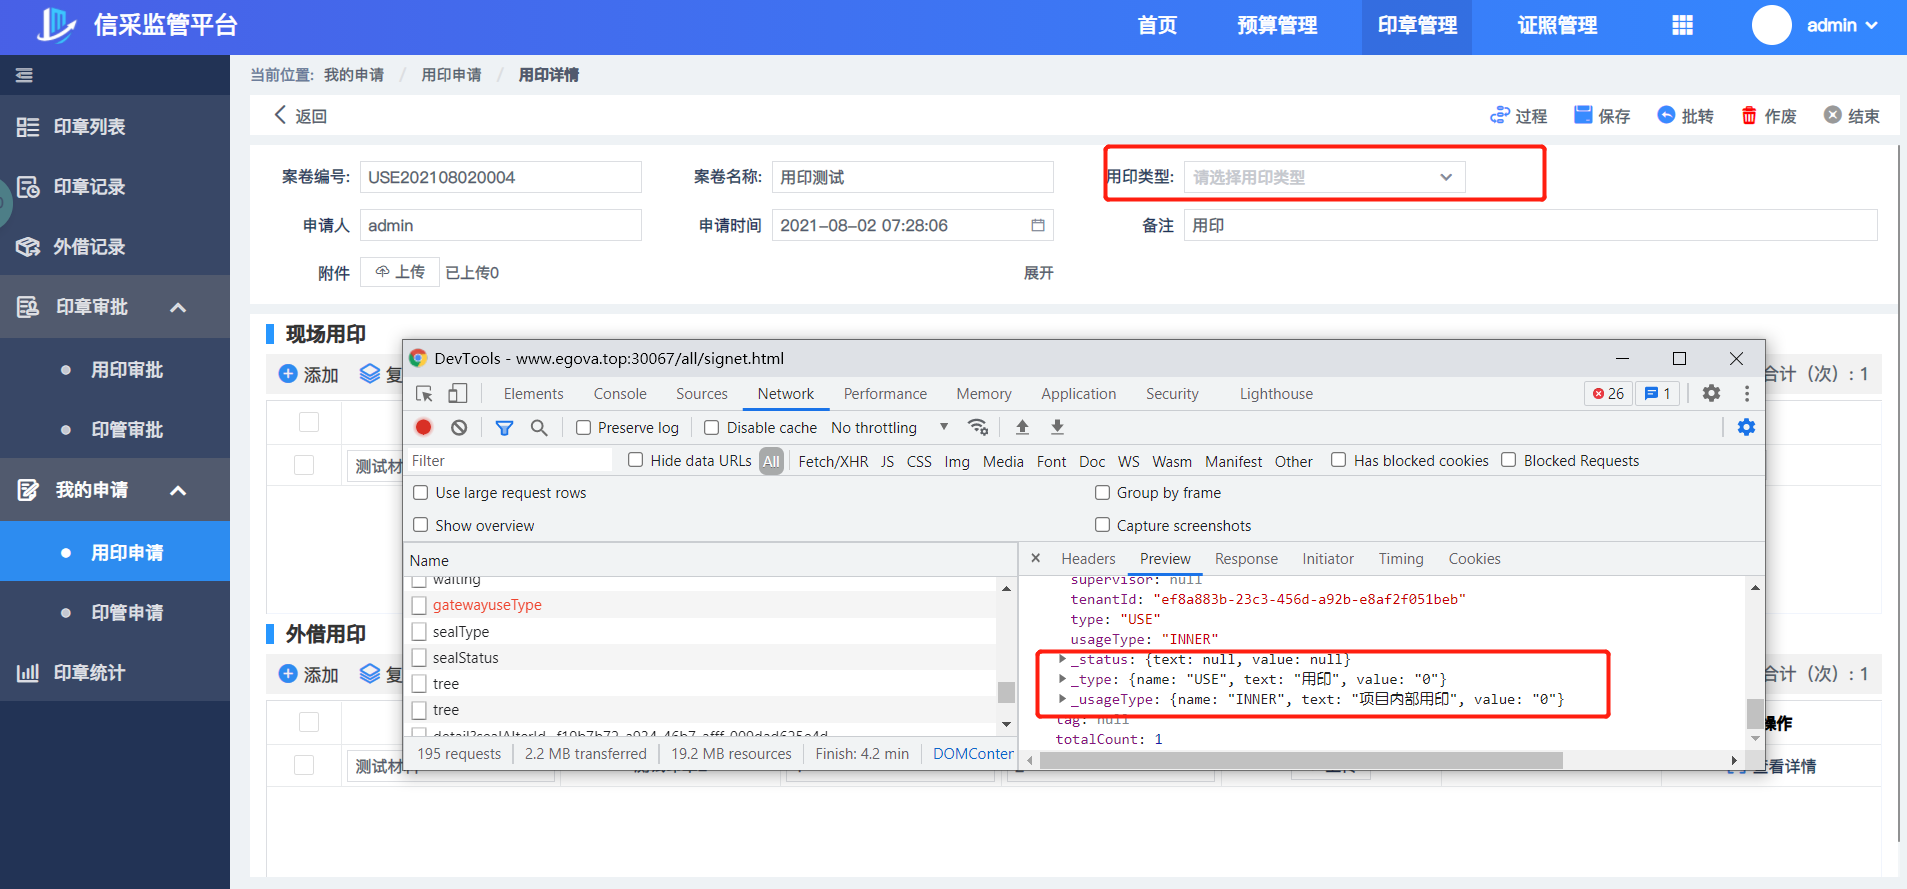 信采监管平台
首页
预算管理
印章管理
证照管理
admin
当前位置: 我的申请 / 用印申请 / 用印详情
印章列表
印章记录
外借记录
印章审批
用印审批
印管审批
我的申请
用印申请
印管申请
印章统计
返回
过程
保存
批转
作废
结束
案卷编号: USE202108020004
案卷名称: 用印测试
用印类型: 请选择用印类型
申请人 admin
申请时间 2021-08-02 07:28:06
备注 用印
附件 上传 已上传0
展开
现场用印
添加
合计（次）: 1
测试材
外借用印
添加
合计（次）: 1
操作
测试材
查看详情
DevTools - www.egova.top:30067/all/signet.html
Elements Console Sources Network Performance Memory Application Security Lighthouse
26 1
Preserve log Disable cache No throttling
Filter Hide data URLs All Fetch/XHR JS CSS Img Media Font Doc WS Wasm Manifest Other Has blocked cookies Blocked Requests
Use large request rows Group by frame
Show overview Capture screenshots
Name
waiting
gatewayuseType
sealType
sealStatus
tree
tree
195 requests 2.2 MB transferred 19.2 MB resources Finish: 4.2 min DOMConten
Headers Preview Response Initiator Timing Cookies
supervisor: null
tenantId: "ef8a883b-23c3-456d-a92b-e8af2f051beb"
type: "USE"
usageType: "INNER"
_status: {text: null, value: null}
_type: {name: "USE", text: "用印", value: "0"}
_usageType: {name: "INNER", text: "项目内部用印", value: "0"}
tag: null
totalCount: 1